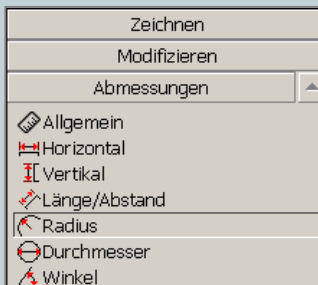 Zeichnen
Modifizieren
Abmessungen
Allgemein
Horizontal
Vertikal
Länge/Abstand
Radius
Durchmesser
Winkel